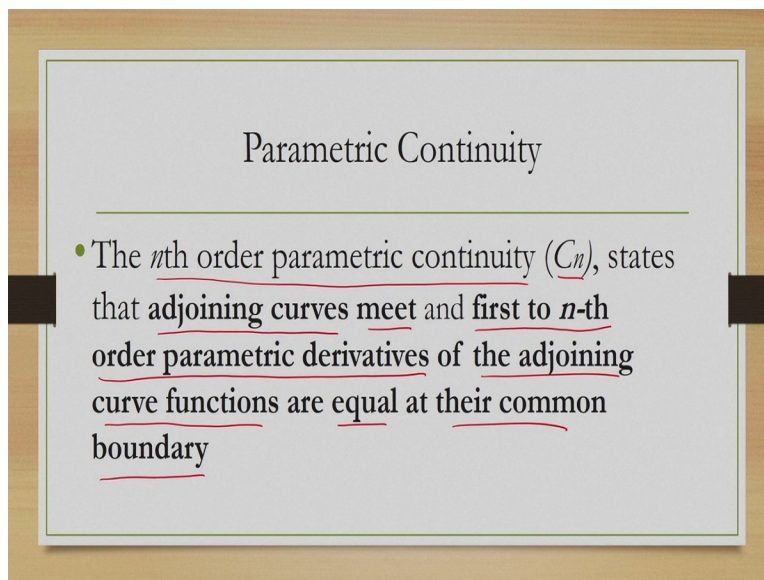 Parametric Continuity
• The nth order parametric continuity (Cn), states
that adjoining curves meet and first to n-th
order parametric derivatives of the adjoining
curve functions are equal at their common
boundary